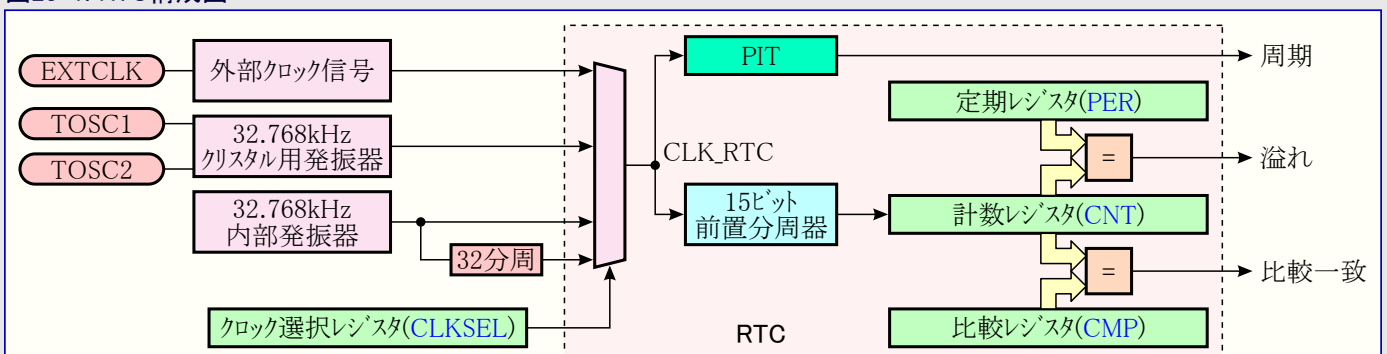 EXTCLK
外部クロック信号
PIT
周期
定期レジスタ(PER)
TOSC1
TOSC2
32.768kHz
クリスタル用発振器
CLK_RTC
=
溢れ
32.768kHz
内部発振器
15ビット
前置分周器
計数レジスタ(CNT)
32分周
=
比較一致
クロック選択レジスタ(CLKSEL)
RTC
比較レジスタ(CMP)